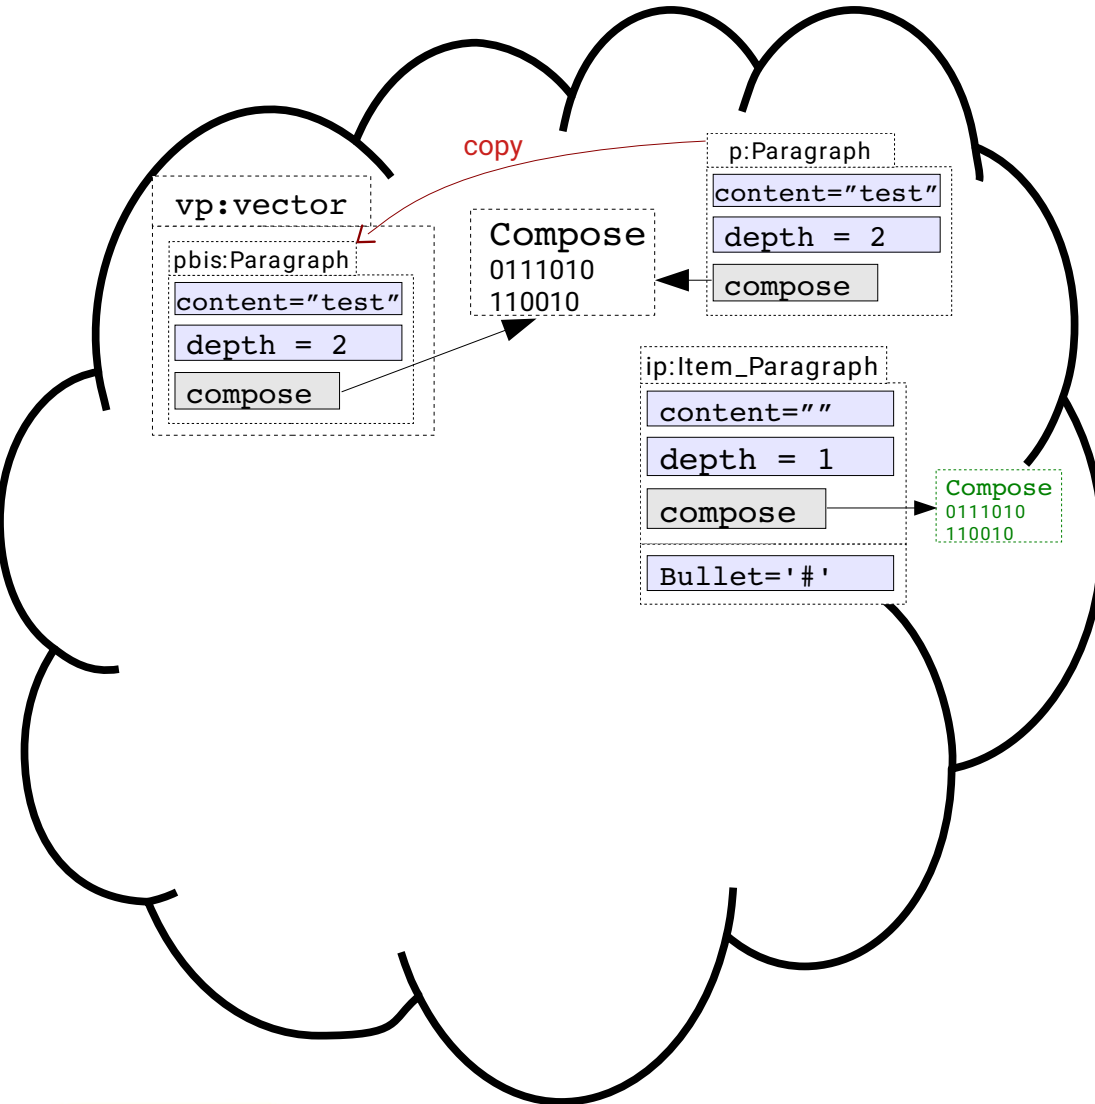 copy
p:Paragraph
content=”test”
depth = 2
compose
vp:vector
pbis:Paragraph
content=”test”
depth = 2
compose
Compose
0111010
110010
ip:Item_Paragraph
content=””
depth = 1
compose
Bullet='#'
Compose
0111010
110010